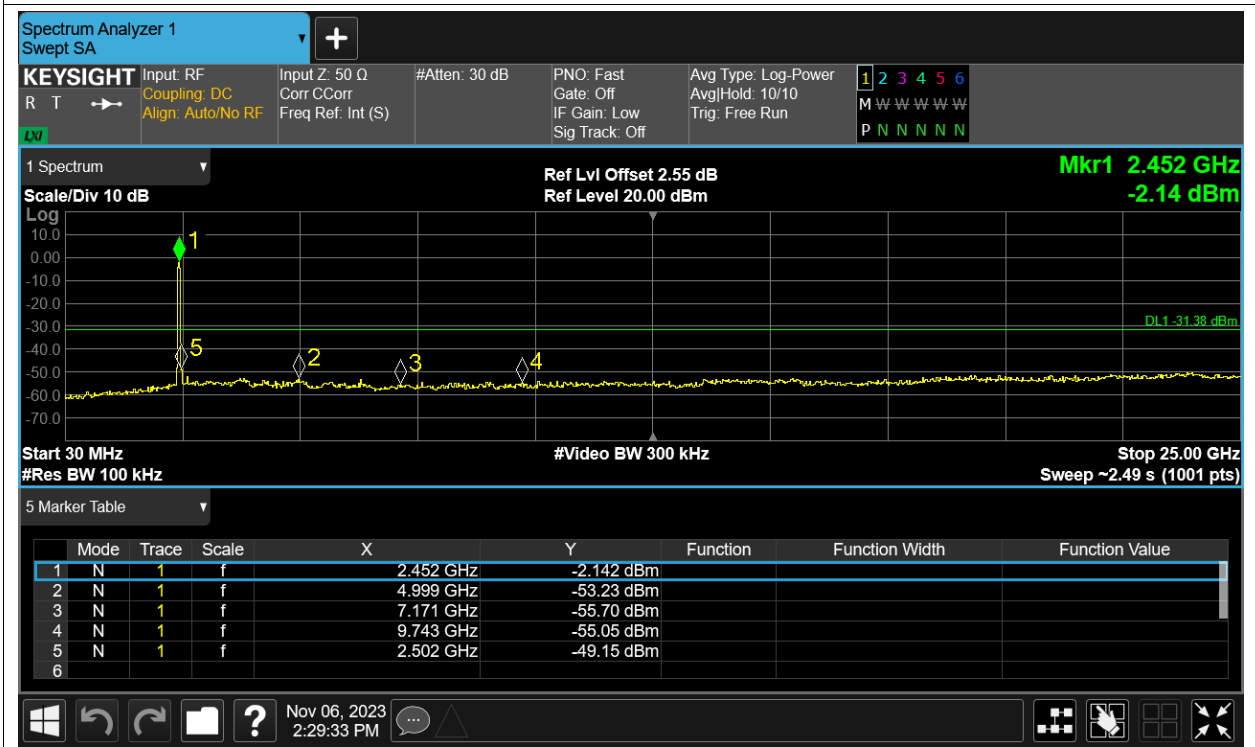 Spectrum Analyzer 1
Swept SA
+
KEYSIGHT Input: RF Input Z: 50 Ω #Atten: 30 dB PNO: Fast Avg Type: Log-Power 1 2 3 4 5 6
R T Coupling: DC Corr CCorr Gate: Off Avg|Hold: 10/10 M W W W W W
Align: Auto/No RF Freq Ref: Int (S) IF Gain: Low Trig: Free Run
LXI Sig Track: Off P N N N N N
1 Spectrum Ref Lvl Offset 2.55 dB Mkr1 2.452 GHz
Scale/Div 10 dB Ref Level 20.00 dBm -2.14 dBm
Log
10.0
1
0.00
-10.0
-20.0
-30.0 DL1 -31.38 dBm
-40.0
5 2 3 4
-50.0
-60.0
-70.0
Start 30 MHz #Video BW 300 kHz Stop 25.00 GHz
#Res BW 100 kHz Sweep ~2.49 s (1001 pts)
5 Marker Table
Mode Trace Scale X Y Function Function Width Function Value
1 N 1 f 2.452 GHz -2.142 dBm
2 N 1 f 4.999 GHz -53.23 dBm
3 N 1 f 7.171 GHz -55.70 dBm
4 N 1 f 9.743 GHz -55.05 dBm
5 N 1 f 2.502 GHz -49.15 dBm
6
? Nov 06, 2023
2:29:33 PM